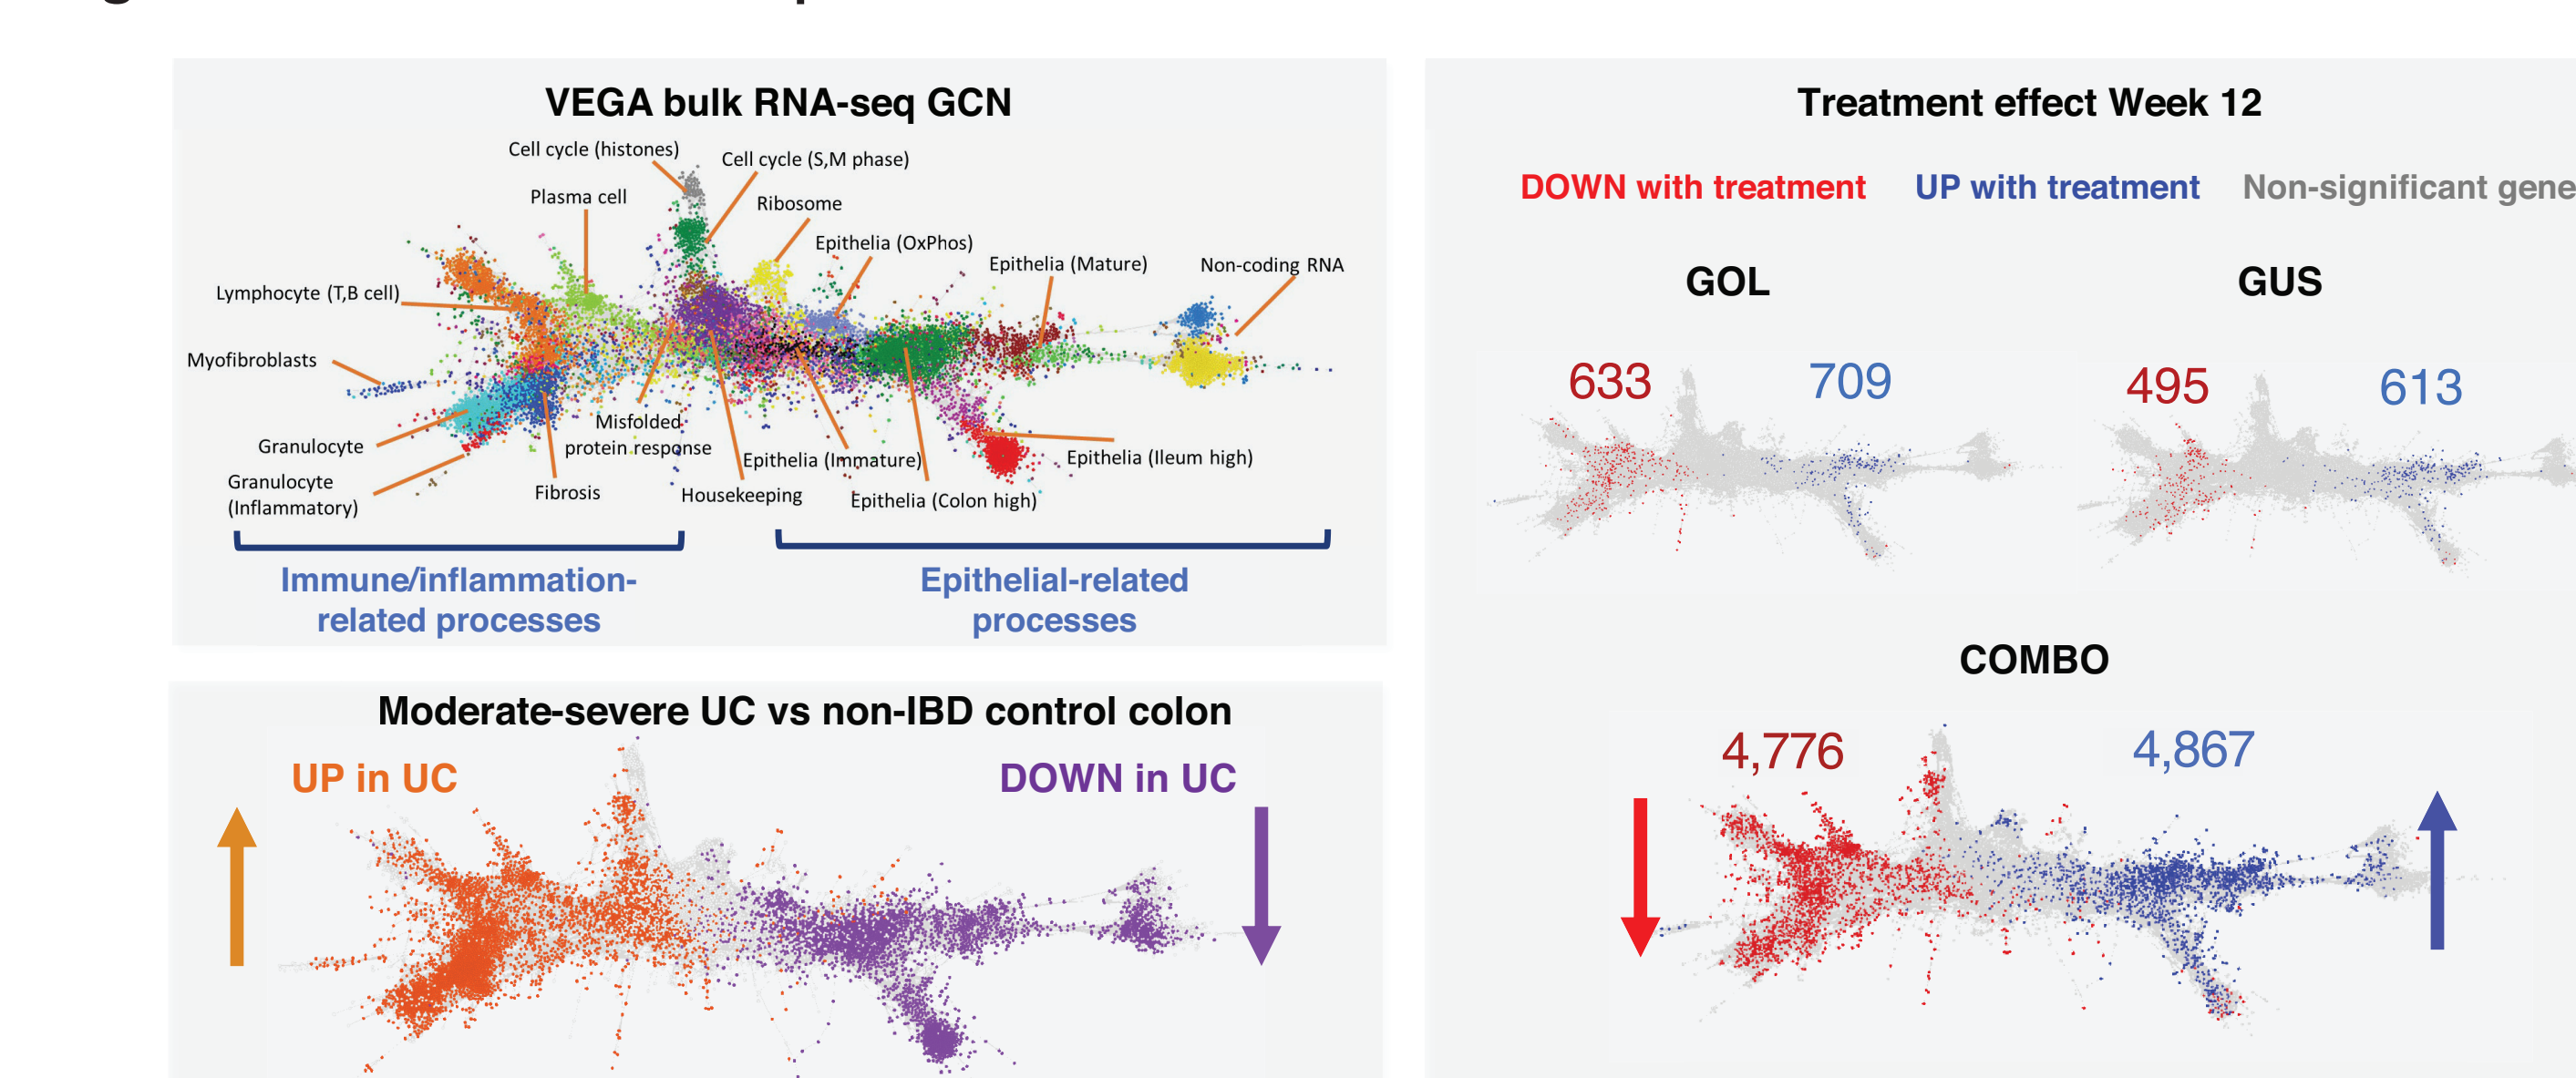 VEGA bulk RNA-seq GCN
Cell cycle (histones)
Cell cycle (S,M phase)
Plasma cell
Ribosome
Epithelia (OxPhos)
Epithelia (Mature)
Non-coding RNA
Lymphocyte (T,B cell)
Myofibroblasts
Granulocyte
Granulocyte
(Inflammatory)
Fibrosis
Misfolded
protein response
Housekeeping
Epithelia (Immature)
Epithelia (Colon high)
Epithelia (Ileum high)
Immune/inflammation-
related processes
Epithelial-related
processes
Moderate-severe UC vs non-IBD control colon
UP in UC
DOWN in UC
Treatment effect Week 12
DOWN with treatment
UP with treatment
Non-significant gene
GOL
GUS
633
709
495
613
COMBO
4,776
4,867